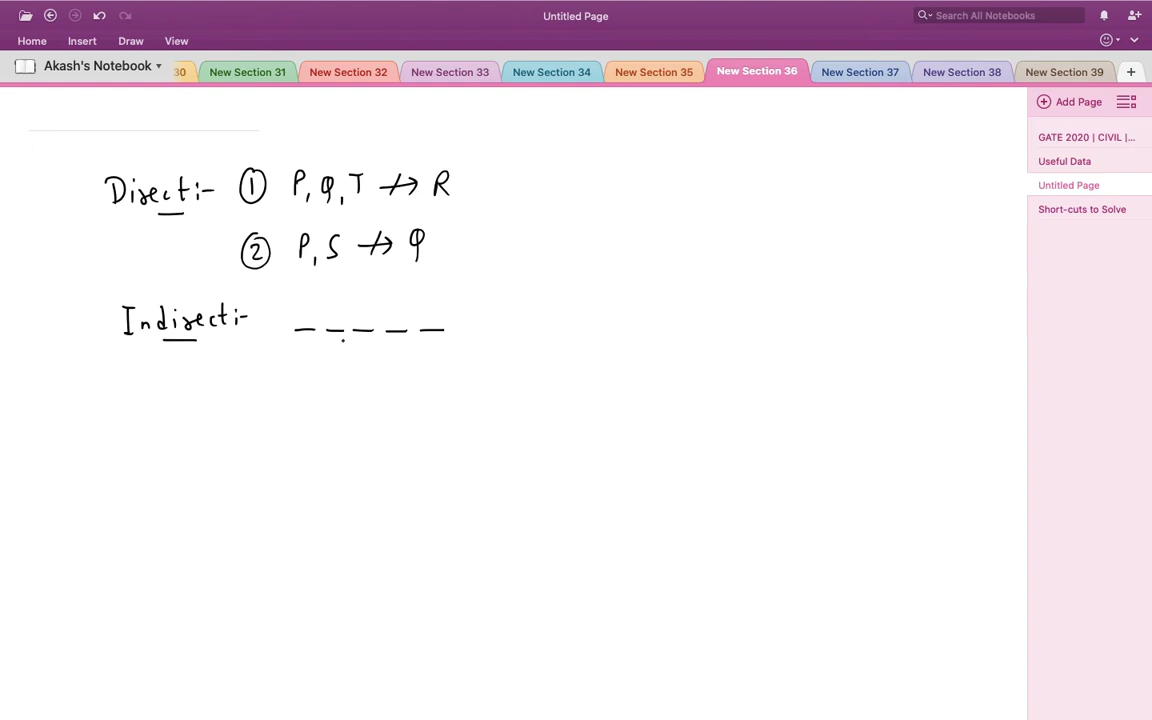 Untitled Page
Search All Notebooks
Home Insert Draw View
Akash's Notebook
30 New Section 31 New Section 32 New Section 33 New Section 34 New Section 35 New Section 36 New Section 37 New Section 38 New Section 39 +
Add Page
GATE 2020 | CIVIL |...
Useful Data
Untitled Page
Short-cuts to Solve
Direct:- ① P, Q, T ↛ R
② P, S ↛ Q
Indirect:- _ _ _ _ _